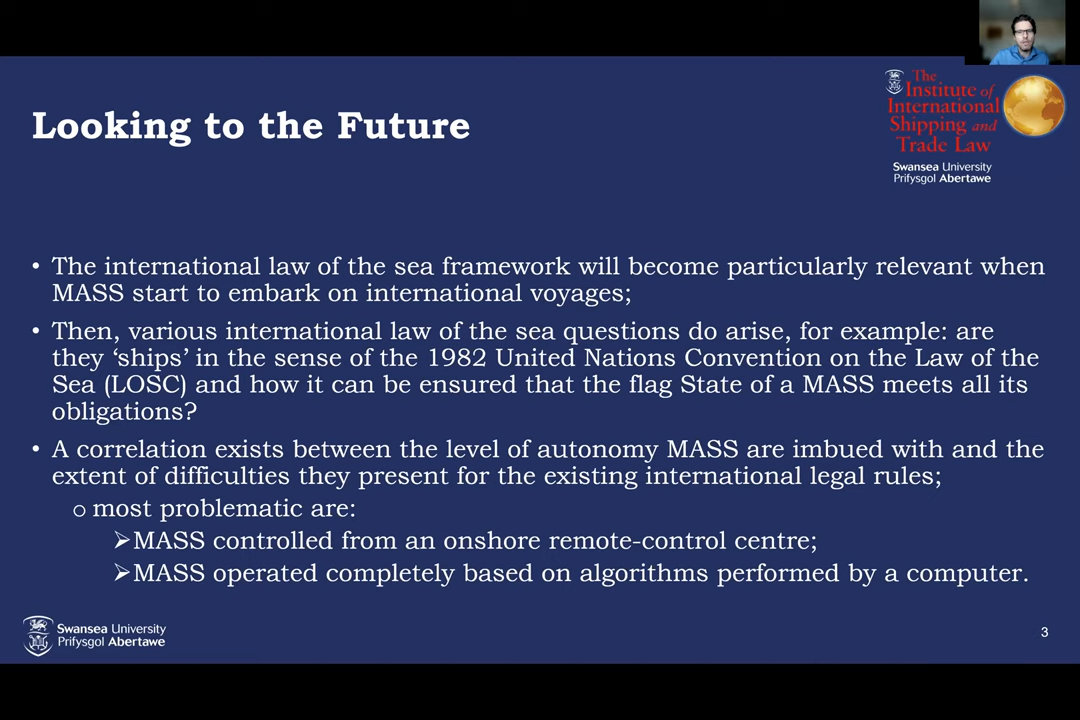 Looking to the Future
The
Institute of
International
Shipping and
Trade Law
Swansea University
Prifysgol Abertawe
• The international law of the sea framework will become particularly relevant when
MASS start to embark on international voyages;
• Then, various international law of the sea questions do arise, for example: are
they ‘ships’ in the sense of the 1982 United Nations Convention on the Law of the
Sea (LOSC) and how it can be ensured that the flag State of a MASS meets all its
obligations?
• A correlation exists between the level of autonomy MASS are imbued with and the
extent of difficulties they present for the existing international legal rules;
o most problematic are:
➢MASS controlled from an onshore remote-control centre;
➢MASS operated completely based on algorithms performed by a computer.
Swansea University
Prifysgol Abertawe
3